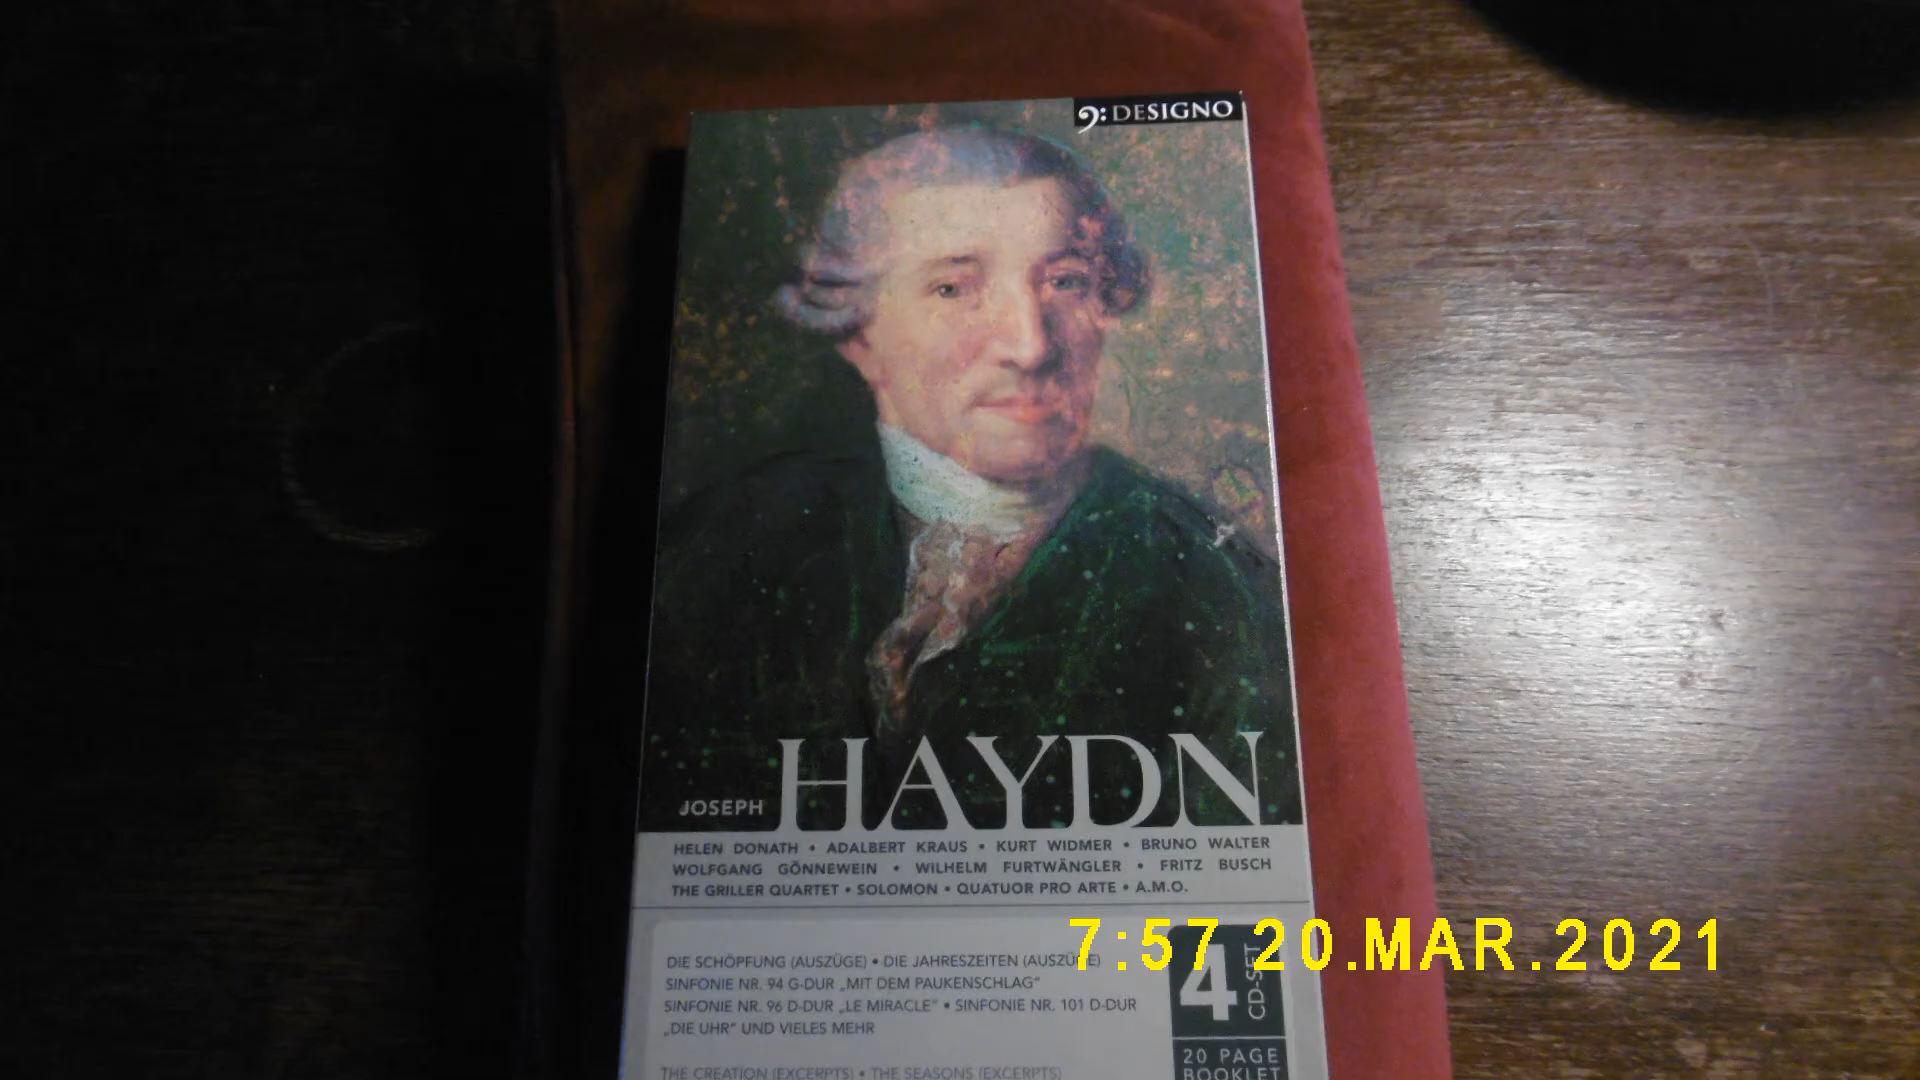 DESIGNO
JOSEPH HAYDN
HELEN DONATH • ADALBERT KRAUS • KURT WIDMER • BRUNO WALTER
WOLFGANG GÖNNEWEIN • WILHELM FURTWÄNGLER • FRITZ BUSCH
THE GRILLER QUARTET • SOLOMON • QUATUOR PRO ARTE • A.M.O.
7:57 20.MAR.2021
DIE SCHÖPFUNG (AUSZÜGE) • DIE JAHRESZEITEN (AUSZÜGE)
SINFONIE NR. 94 G-DUR „MIT DEM PAUKENSCHLAG“
SINFONIE NR. 96 D-DUR „LE MIRACLE“ • SINFONIE NR. 101 D-DUR
„DIE UHR“ UND VIELES MEHR
4 CD-SET
20 PAGE
BOOKLET
THE CREATION (EXCERPTS) • THE SEASONS (EXCERPTS)